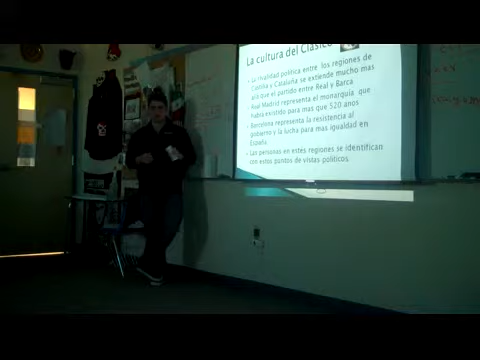 La cultura del Clásico
• La rivalidad política entre los regiones de
Castilla y Cataluña se extiende mucho mas
allá que el partido entre Real y Barca
• Real Madrid representa el monarquía que
había existido para mas que 520 anos
• Barcelona representa la resistencia al
gobierno y la lucha para mas igualdad en
España.
• Las personas en estes regiones se identifican
con estos puntos de vistas políticos.